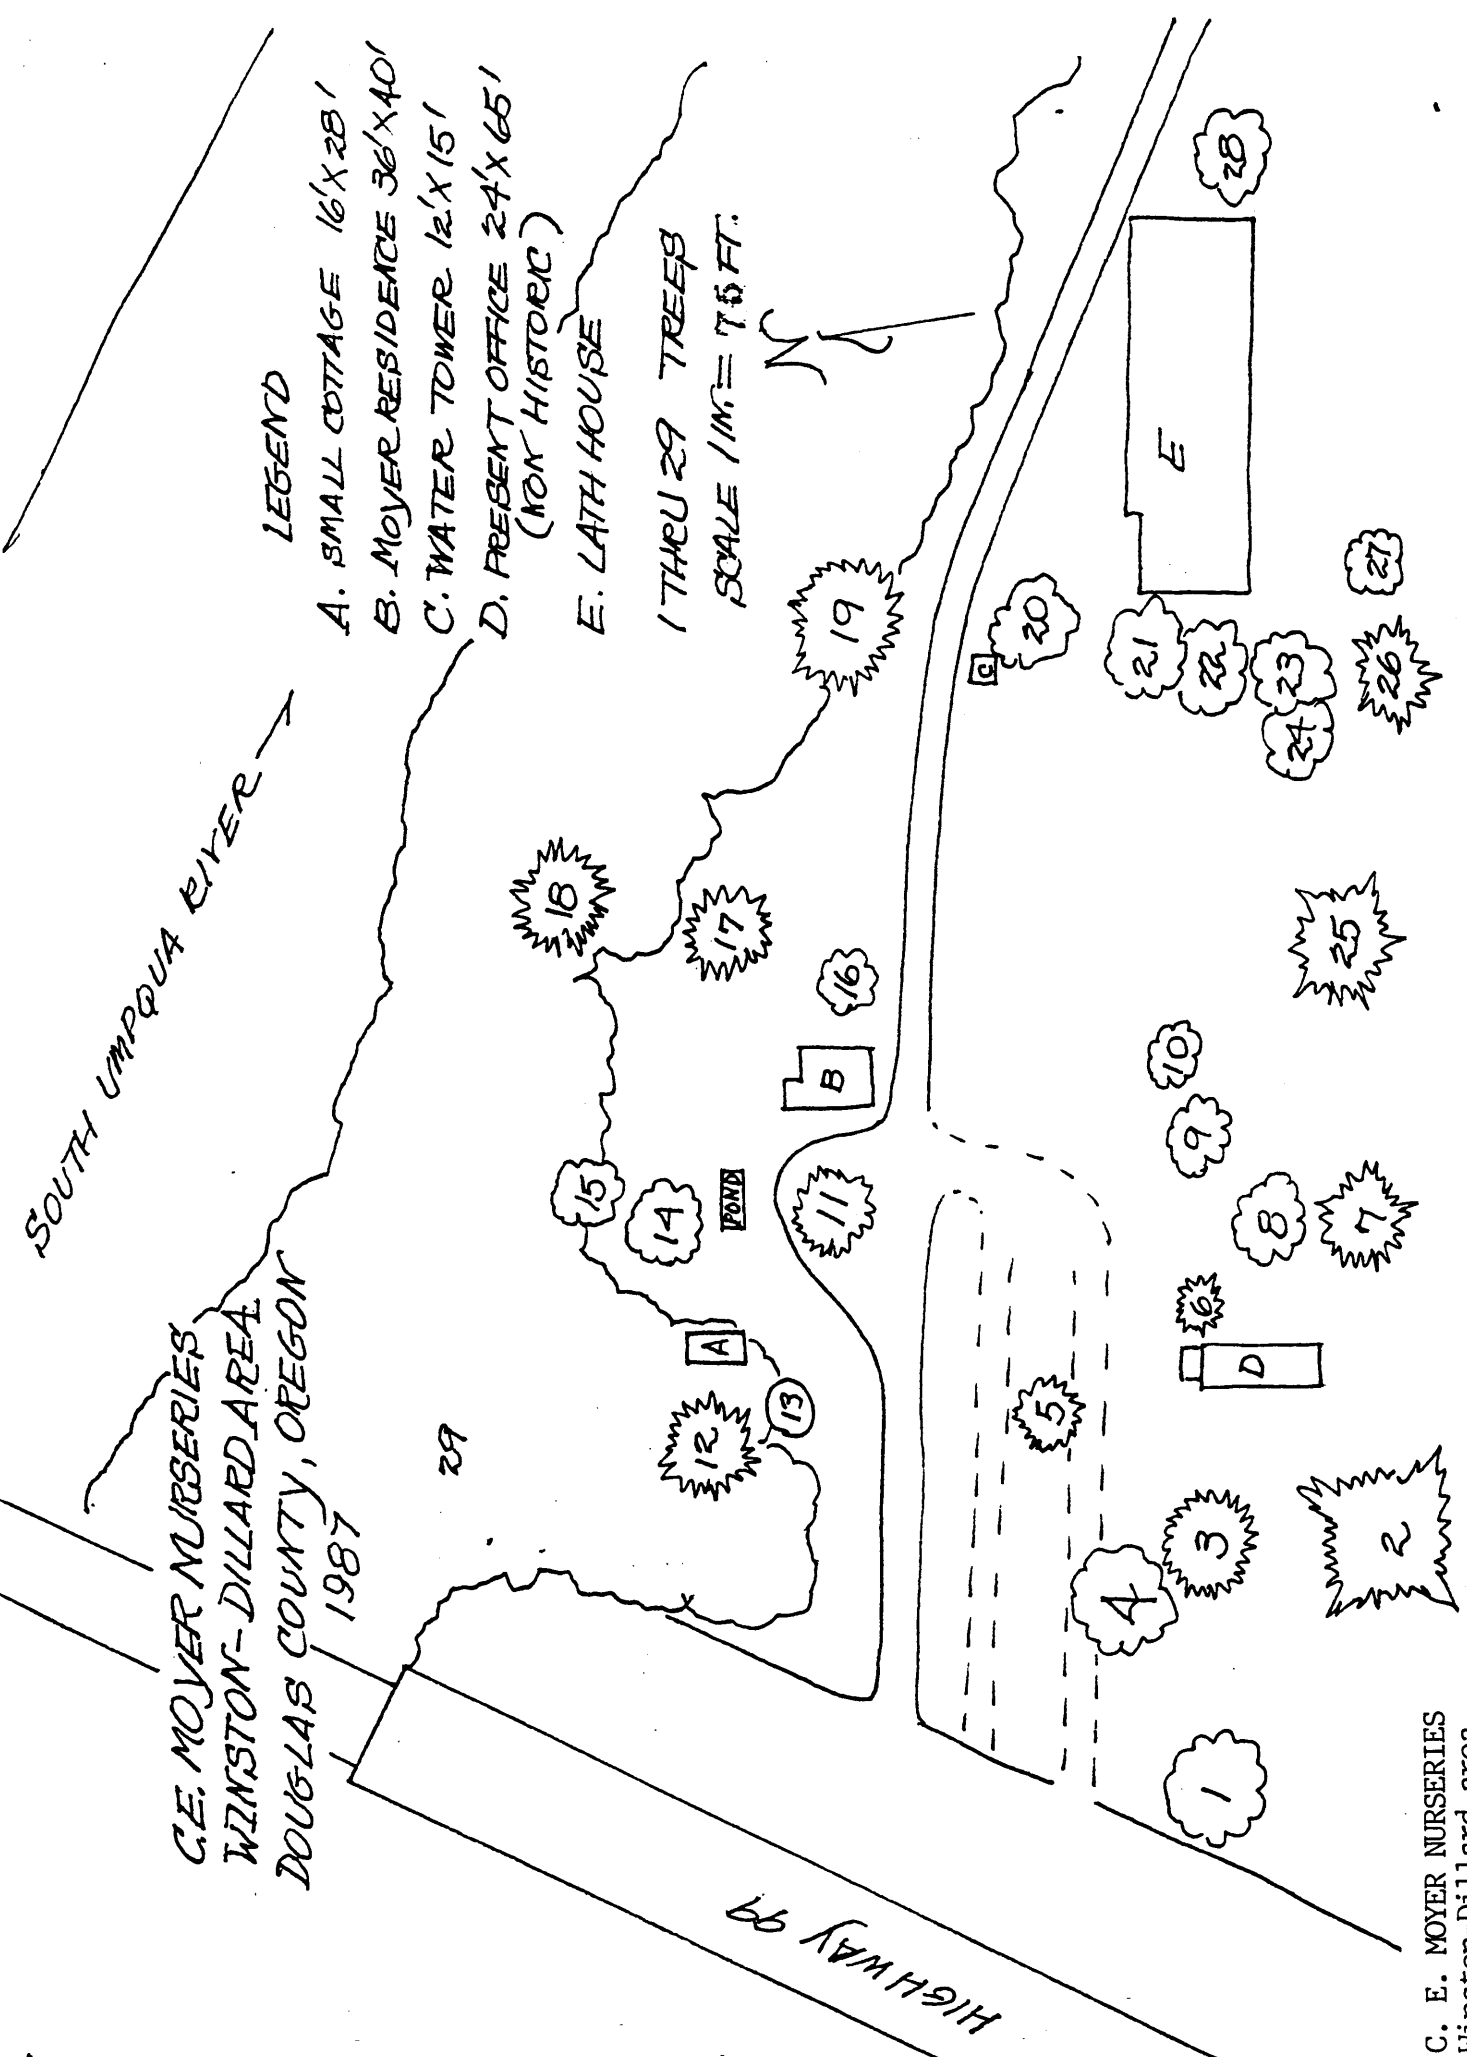 C.E. MOYER NURSERIES
WINSTON-DILLARD AREA
DOUGLAS COUNTY, OREGON
1987
SOUTH UMPQUA RIVER
LEGEND
A. SMALL COTTAGE 16'X28'
B. MOYER RESIDENCE 36'X40'
C. WATER TOWER 12'X15'
D. PRESENT OFFICE 24'X65'
(NON HISTORIC)
E. LATH HOUSE
1 THRU 29 TREES
SCALE 1 IN. = 75 FT.
N
HIGHWAY 99
29
18
15
14
POND
A
12
13
17
16
B
11
19
C
20
5
4
3
2
1
6
D
7
8
9
10
25
21
22
23
24
26
27
E
28
C. E. MOYER NURSERIES
Winston-Dillard area